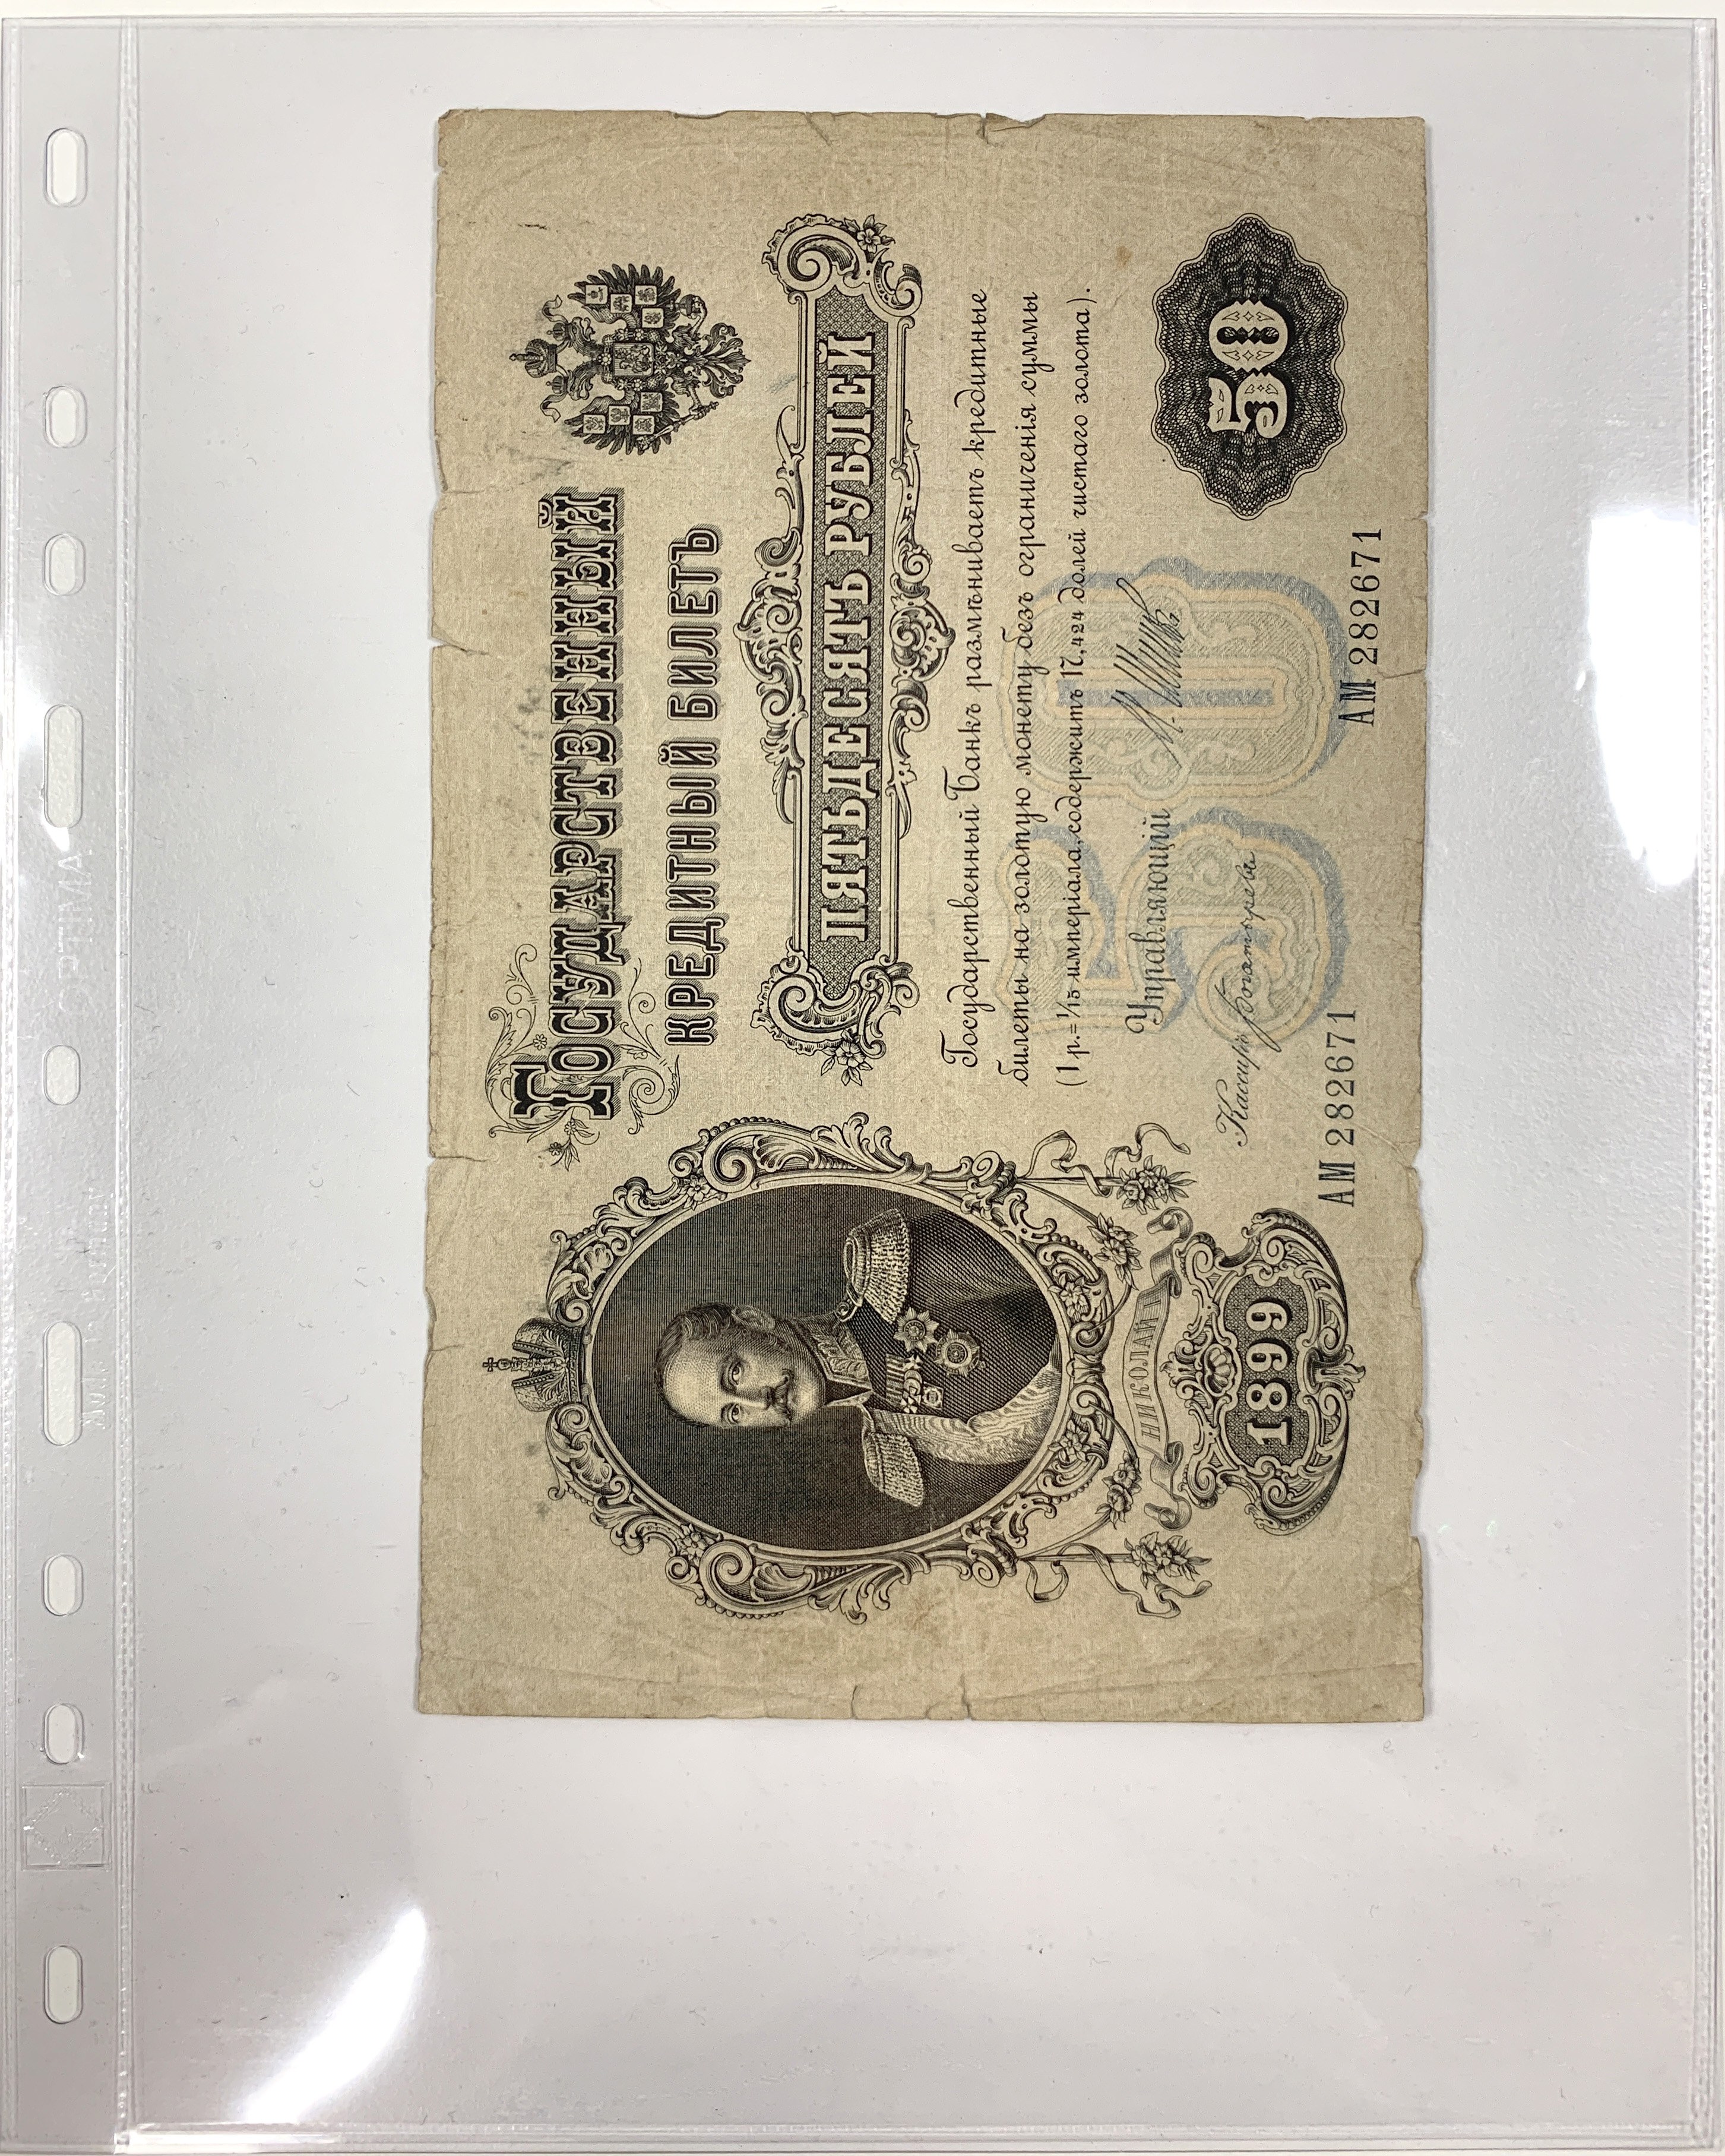 Государственный
кредитный билетъ
ПЯТЬДЕСЯТЪ РУБЛЕЙ
Государственный Банкъ размѣниваетъ кредитные
билеты на золотую монету безъ ограниченія суммы
(1 р.= 1/15 имперіала, содержитъ 17,424 долей чистаго золота).
Управляющій
Кассиръ
50
АМ 282671
АМ 282671
НИКОЛАЙ I
1899
OPTIMA